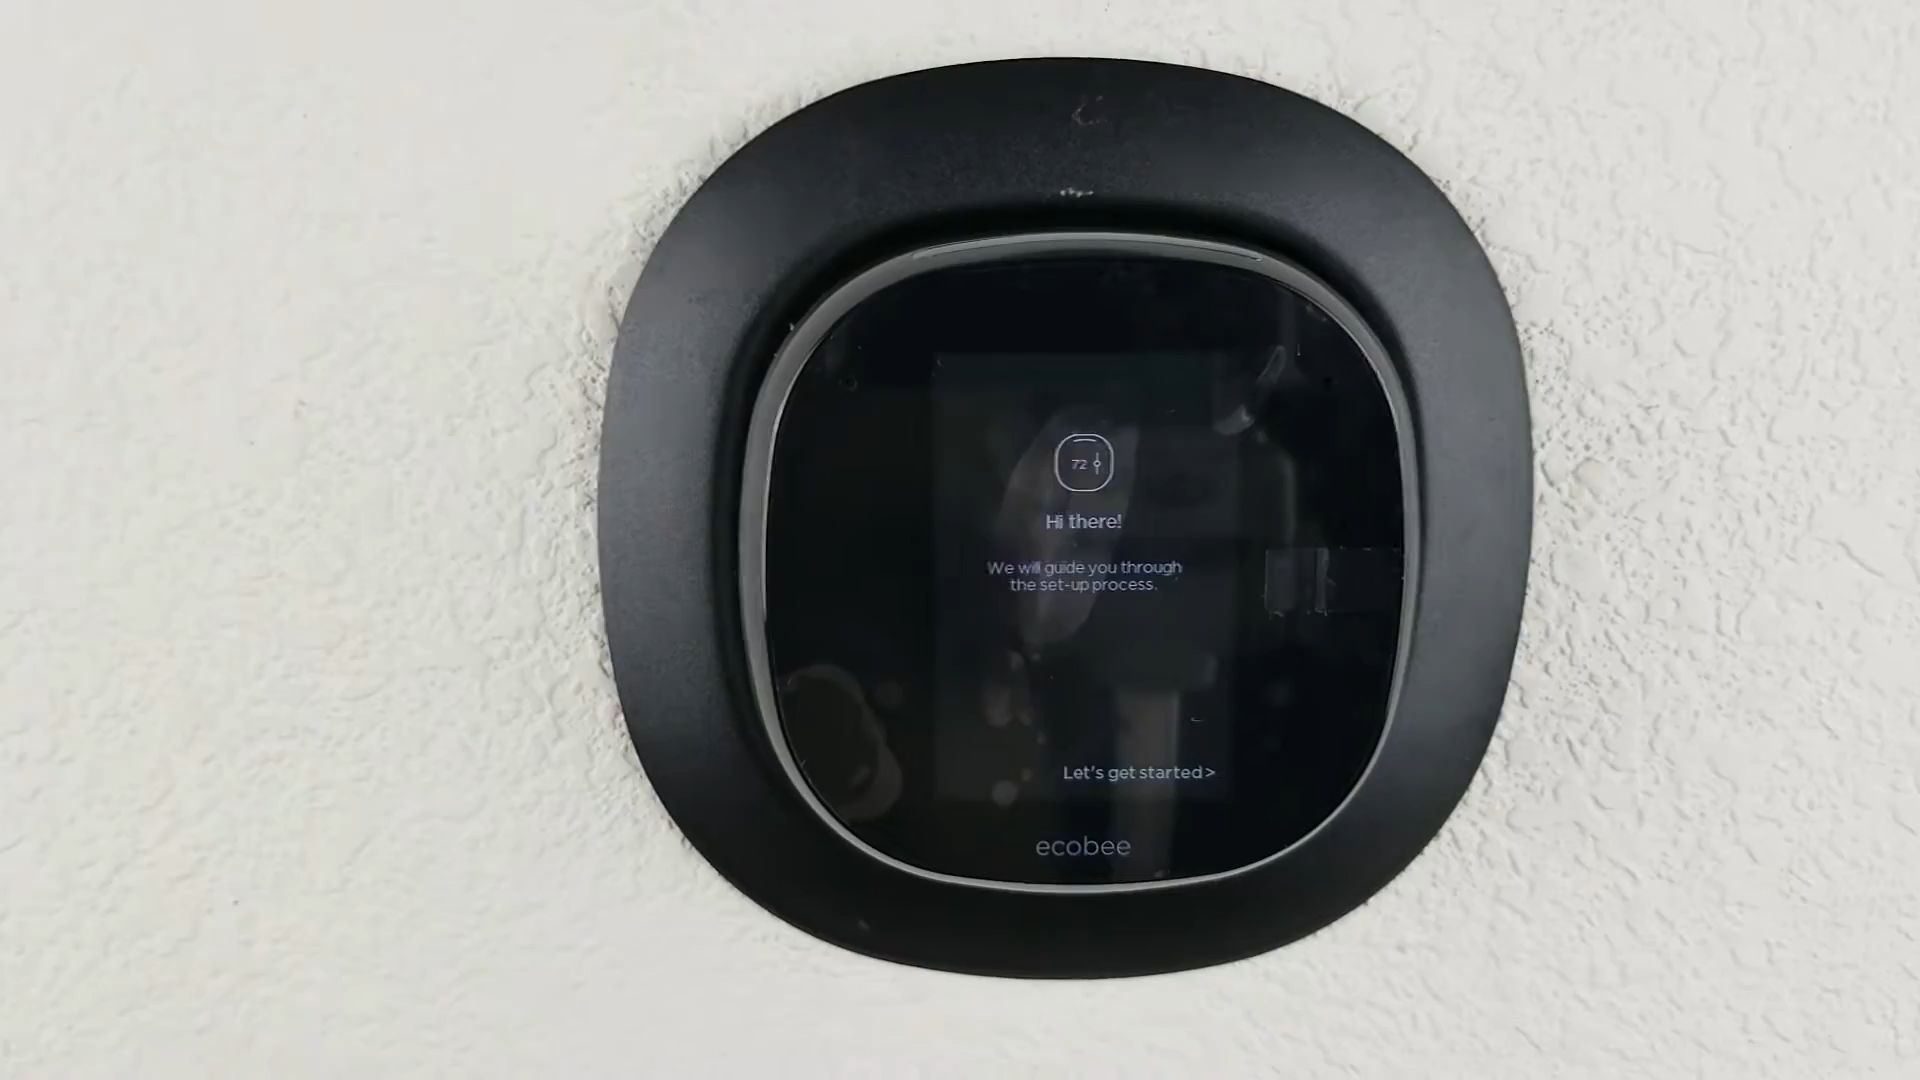 72
Hi there!
We will guide you through
the set-up process.
Let's get started>
ecobee